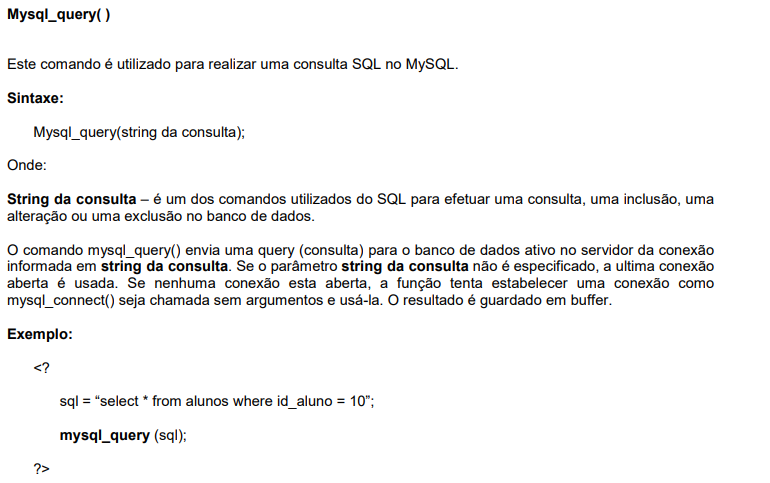 Mysql_query( )
Este comando é utilizado para realizar uma consulta SQL no MySQL.
Sintaxe:
Mysql_query(string da consulta);
Onde:
String da consulta – é um dos comandos utilizados do SQL para efetuar uma consulta, uma inclusão, uma
alteração ou uma exclusão no banco de dados.
O comando mysql_query() envia uma query (consulta) para o banco de dados ativo no servidor da conexão
informada em string da consulta. Se o parâmetro string da consulta não é especificado, a ultima conexão
aberta é usada. Se nenhuma conexão esta aberta, a função tenta estabelecer uma conexão como
mysql_connect() seja chamada sem argumentos e usá-la. O resultado é guardado em buffer.
Exemplo:
<?
sql = “select * from alunos where id_aluno = 10”;
mysql_query (sql);
?>